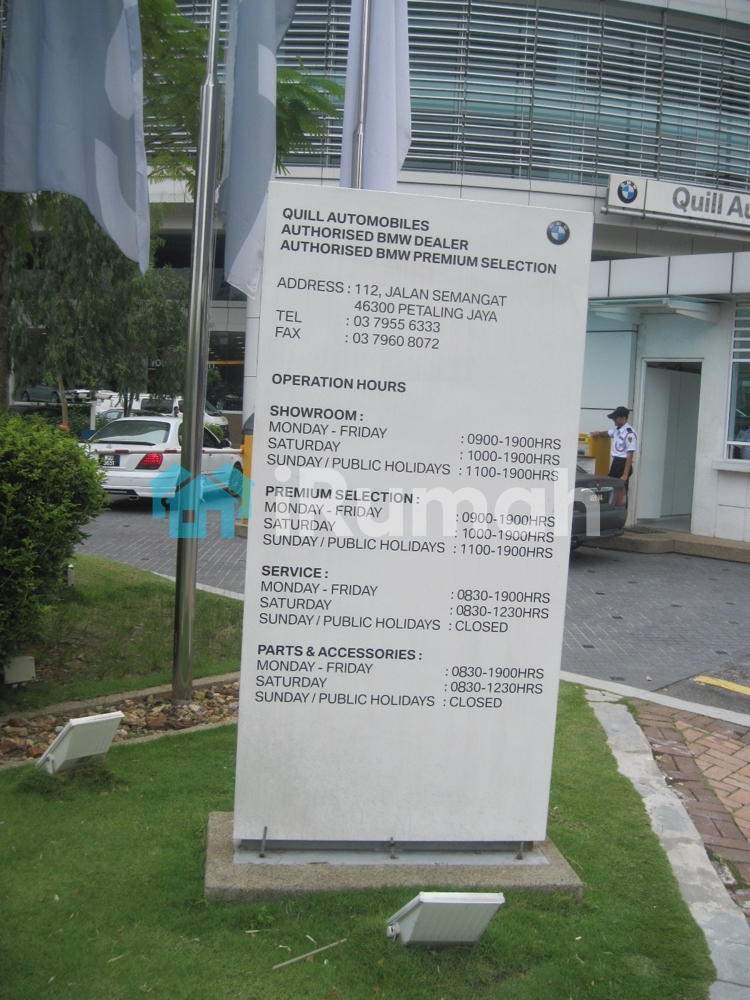 QUILL AUTOMOBILES
AUTHORISED BMW DEALER
AUTHORISED BMW PREMIUM SELECTION
ADDRESS : 112, JALAN SEMANGAT
46300 PETALING JAYA
TEL : 03 7955 6333
FAX : 03 7960 8072
OPERATION HOURS
SHOWROOM :
MONDAY - FRIDAY : 0900-1900HRS
SATURDAY : 1000-1900HRS
SUNDAY / PUBLIC HOLIDAYS : 1100-1900HRS
PREMIUM SELECTION :
MONDAY - FRIDAY : 0900-1900HRS
SATURDAY : 1000-1900HRS
SUNDAY / PUBLIC HOLIDAYS : 1100-1900HRS
SERVICE :
MONDAY - FRIDAY : 0830-1900HRS
SATURDAY : 0830-1230HRS
SUNDAY / PUBLIC HOLIDAYS : CLOSED
PARTS & ACCESSORIES :
MONDAY - FRIDAY : 0830-1900HRS
SATURDAY : 0830-1230HRS
SUNDAY / PUBLIC HOLIDAYS : CLOSED
Quill Au
iRumah